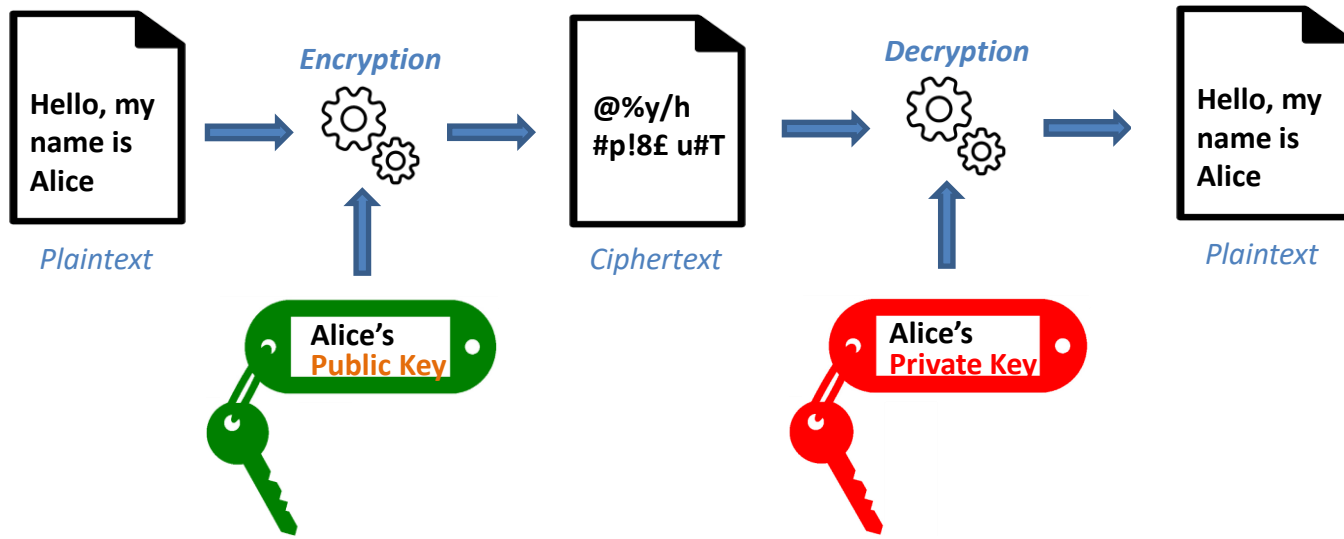 Encryption
Decryption
Hello, my
name is
Alice
@%y/h
#p!8£ u#T
Hello, my
name is
Alice
Plaintext
Ciphertext
Plaintext
Alice’s
Public Key
Alice’s
Private Key